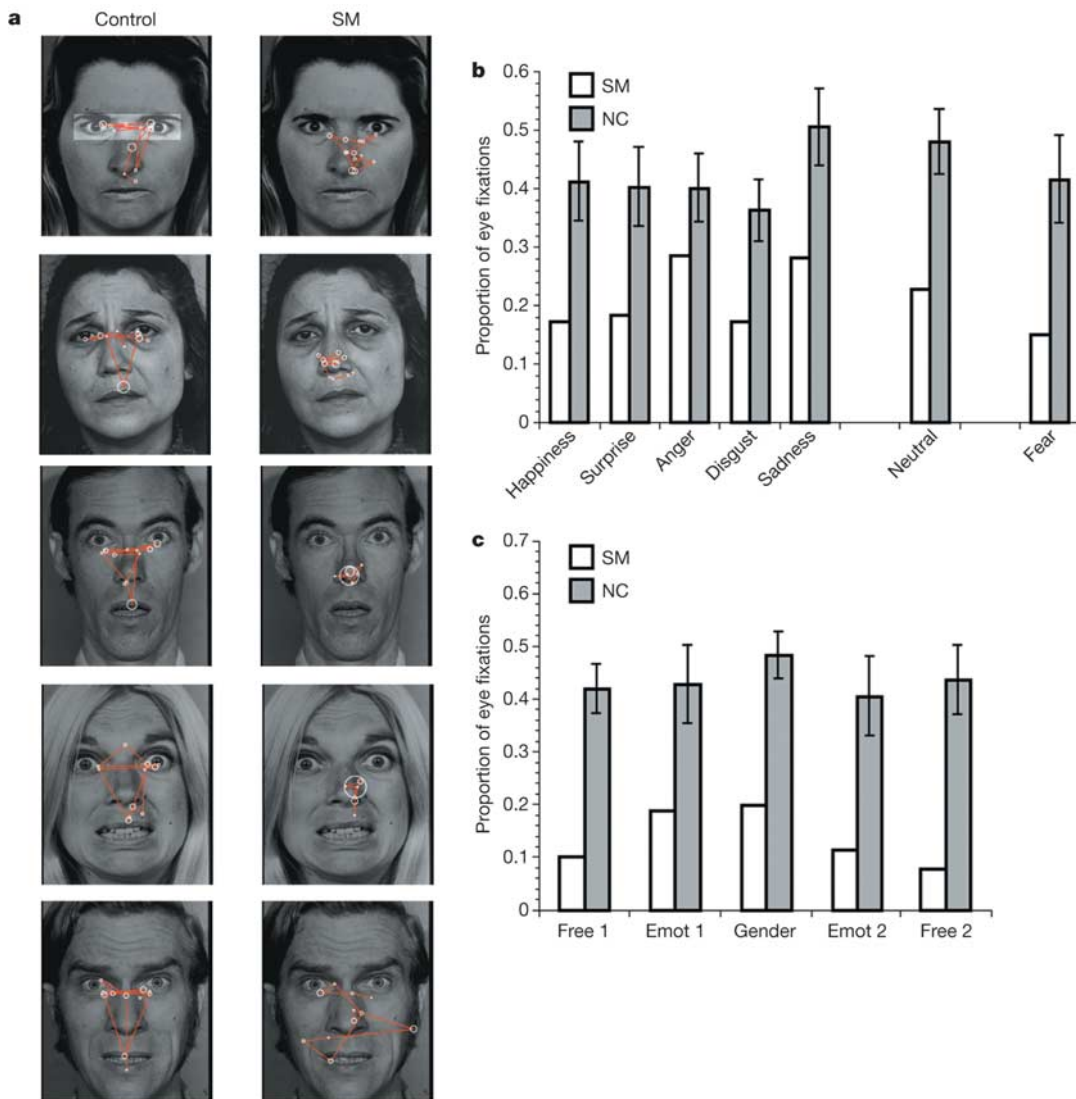 a
Control SM
b
0.6
0.5
0.4
0.3
0.2
0.1
0
Proportion of eye fixations
SM
NC
Happiness
Surprise
Anger
Disgust
Sadness
Neutral
Fear
c
0.7
0.6
0.5
0.4
0.3
0.2
0.1
0
Proportion of eye fixations
SM
NC
Free 1 Emot 1 Gender Emot 2 Free 2